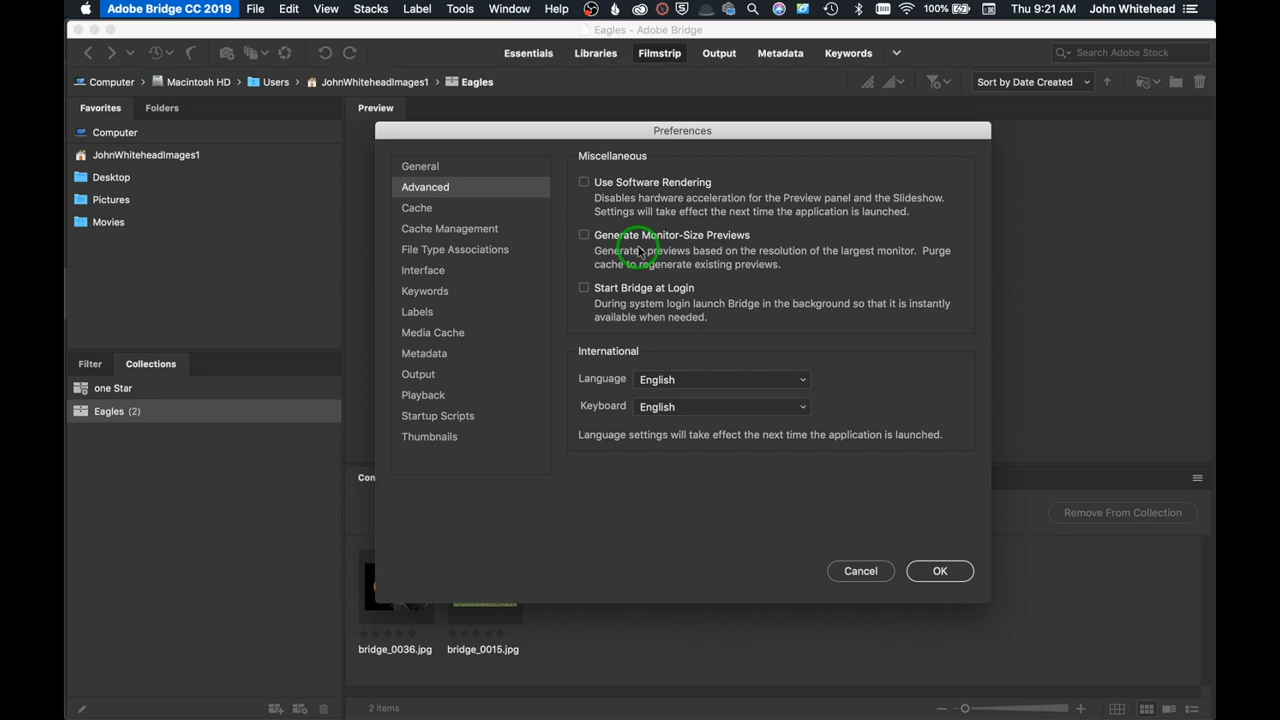 Adobe Bridge CC 2019 File Edit View Stacks Label Tools Window Help 100% Thu 9:21 AM John Whitehead
Eagles - Adobe Bridge
Essentials Libraries Filmstrip Output Metadata Keywords Search Adobe Stock
Computer Macintosh HD Users JohnWhiteheadImages1 Eagles Sort by Date Created
Favorites Folders
Computer
JohnWhiteheadImages1
Desktop
Pictures
Movies
Filter Collections
one Star
Eagles (2)
Preview
Preferences
General
Advanced
Cache
Cache Management
File Type Associations
Interface
Keywords
Labels
Media Cache
Metadata
Output
Playback
Startup Scripts
Thumbnails
Miscellaneous
Use Software Rendering
Disables hardware acceleration for the Preview panel and the Slideshow.
Settings will take effect the next time the application is launched.
Generate Monitor-Size Previews
Generates previews based on the resolution of the largest monitor. Purge
cache to regenerate existing previews.
Start Bridge at Login
During system login launch Bridge in the background so that it is instantly
available when needed.
International
Language English
Keyboard English
Language settings will take effect the next time the application is launched.
Cancel OK
Con
Remove From Collection
bridge_0036.jpg bridge_0015.jpg
2 items